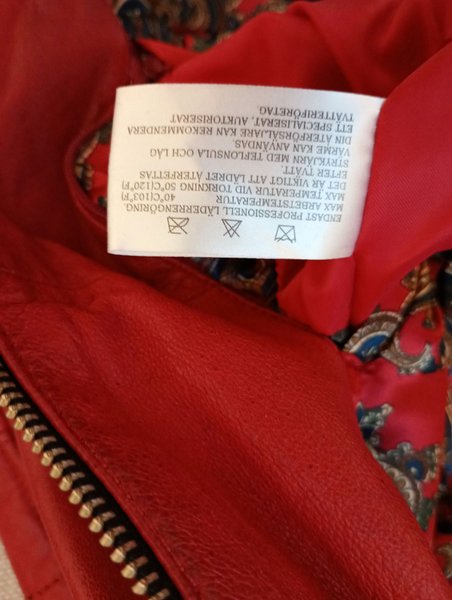 ENDAST PROFESSIONELL LÄDERRENGÖRING.
MAX ARBETSTEMPERATUR 40°C(103°F)
MAX TEMPERATUR VID TORKNING 50°C(120°F)
DET ÄR VIKTIGT ATT LÄDRET ÅTERFETTAS
EFTER TVÄTT.
STRYKJÄRN MED TEFLONSULA OCH LÅG
VÄRME KAN ANVÄNDAS.
DIN ÅTERFÖRSÄLJARE KAN REKOMMENDERA
ETT SPECIALISERAT, AUKTORISERAT
TVÄTTERIFÖRETAG.